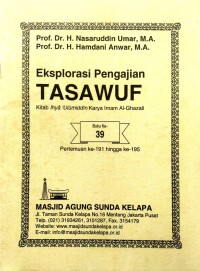 Prof. Dr. H. Nasaruddin Umar, M.A.
Prof. Dr. H. Hamdani Anwar, M.A.
Eksplorasi Pengajian
TASAWUF
Kitab Ihyâ 'Ulûmiddîn Karya Imam Al-Ghazali
Buku Ke-
39
Pertemuan ke-191 hingga ke-195
MASJID AGUNG SUNDA KELAPA
Jl. Taman Sunda Kelapa No.16 Menteng Jakarta Pusat
Telp. (021) 31934261, 3151287, Fax. 3154179
Website: www.masjidsundakelapa.or.id
E-mail: info@masjidsundakelapa.or.id